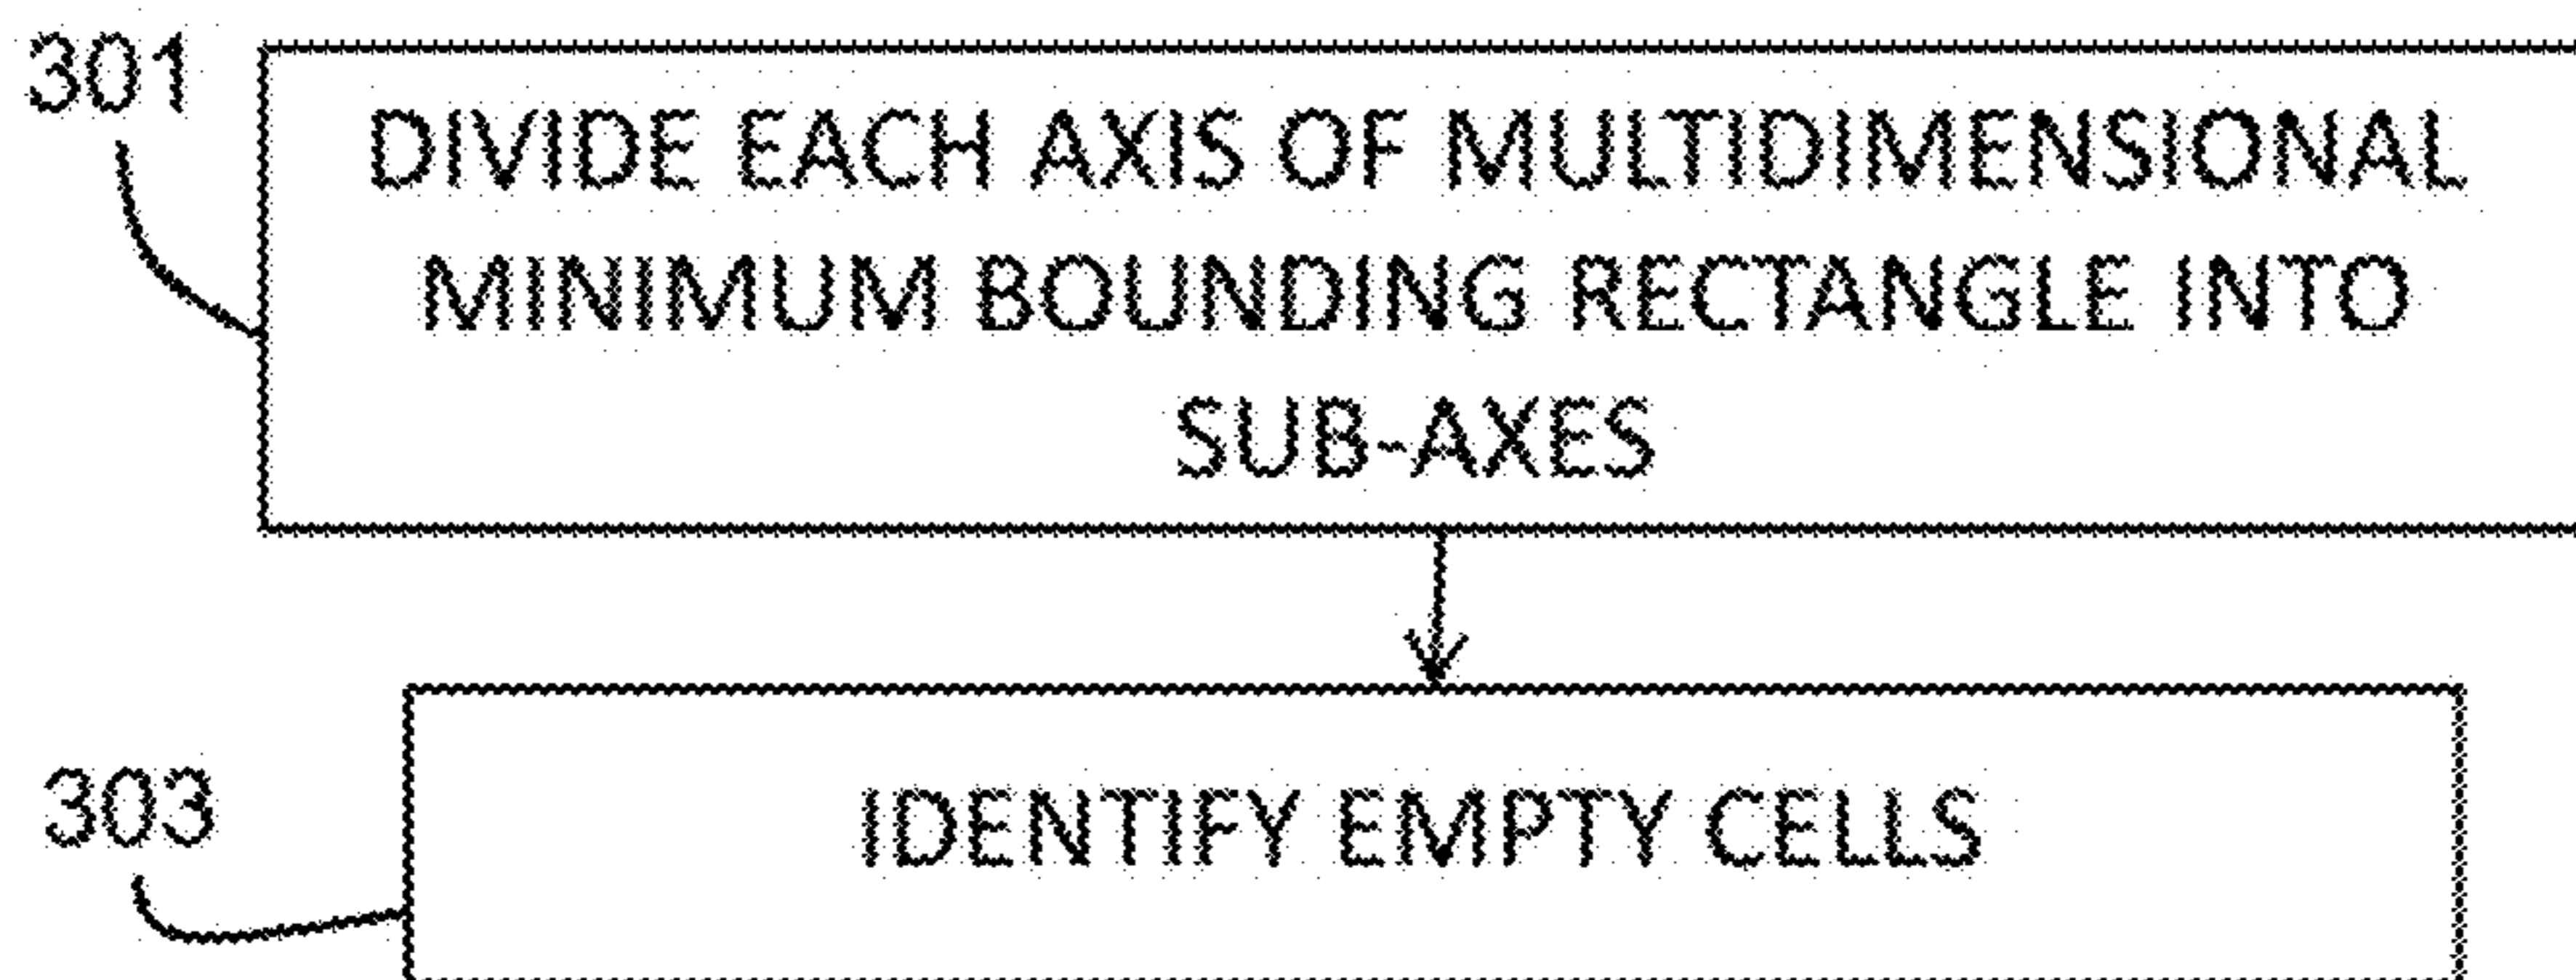 301
DIVIDE EACH AXIS OF MULTIDIMENSIONAL
MINIMUM BOUNDING RECTANGLE INTO
SUB-AXES
303
IDENTIFY EMPTY CELLS